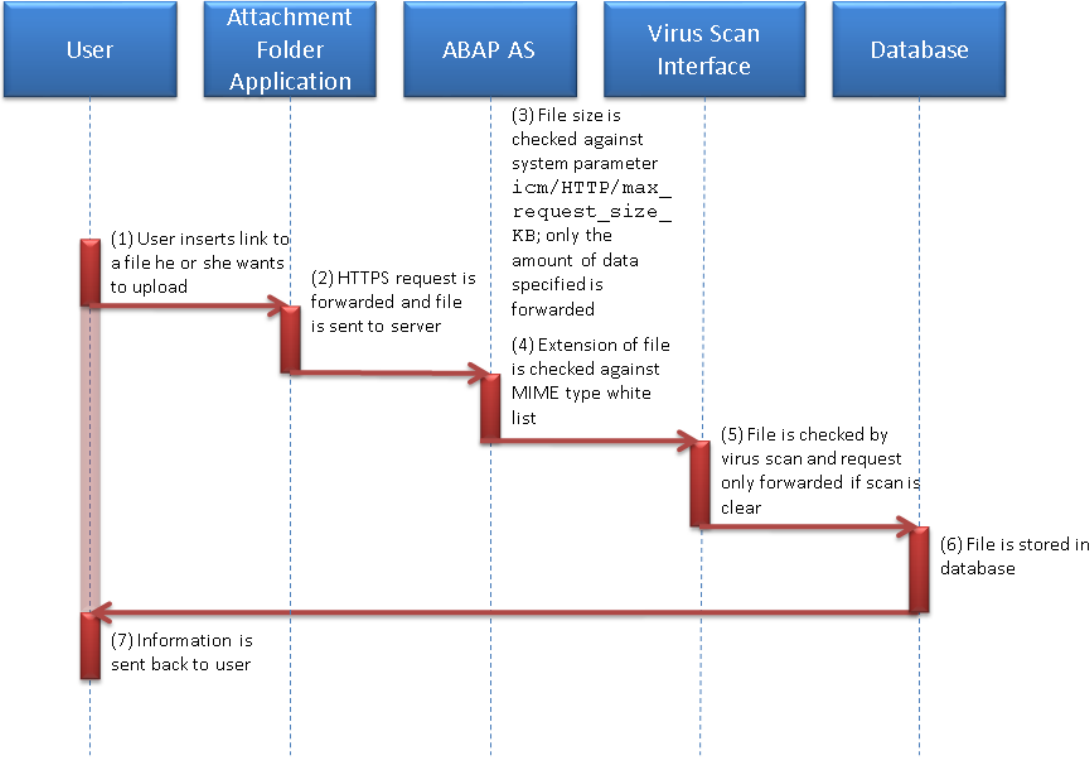 User
Attachment
Folder
Application
ABAP AS
Virus Scan
Interface
Database
(3) File size is
checked against
system parameter
icm/HTTP/max_
request_size_
KB; only the
amount of data
specified is
forwarded
(1) User inserts link to
a file he or she wants
to upload
(2) HTTPS request is
forwarded and file
is sent to server
(4) Extension of file
is checked against
MIME type white
list
(5) File is checked by
virus scan and request
only forwarded if scan is
clear
(6) File is stored in
database
(7) Information is
sent back to user